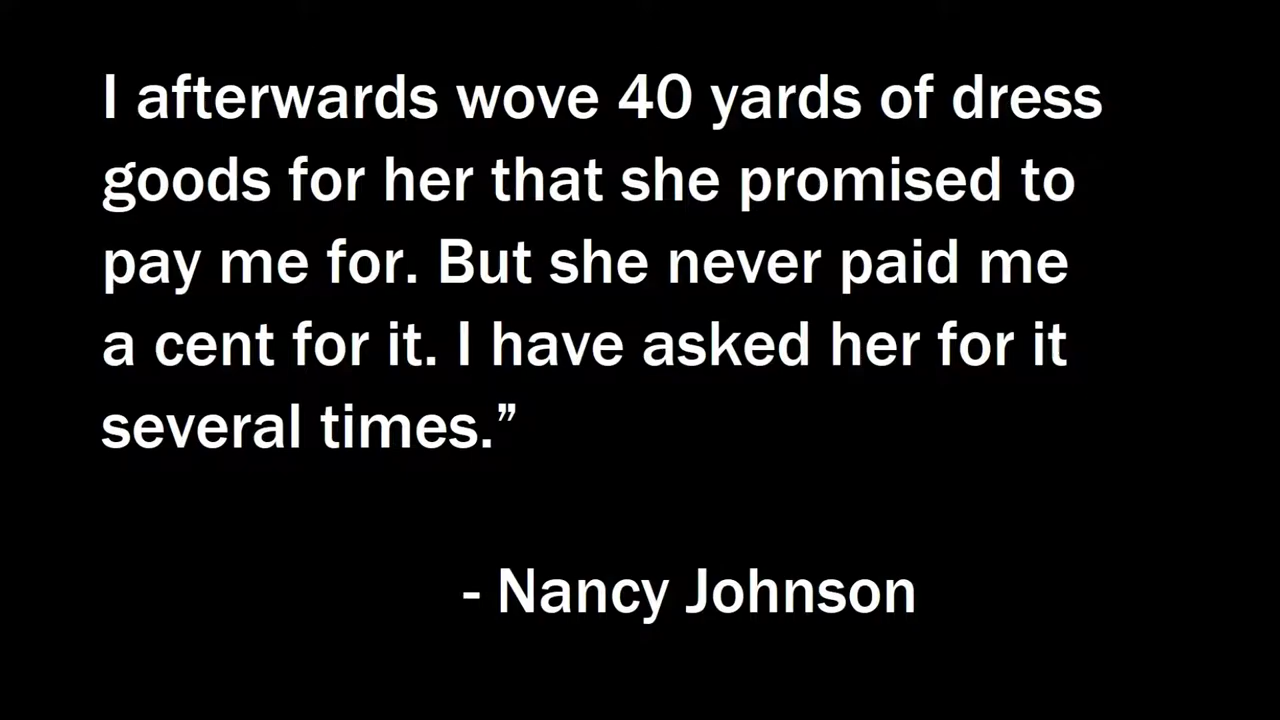 I afterwards wove 40 yards of dress
goods for her that she promised to
pay me for. But she never paid me
a cent for it. I have asked her for it
several times.”
- Nancy Johnson